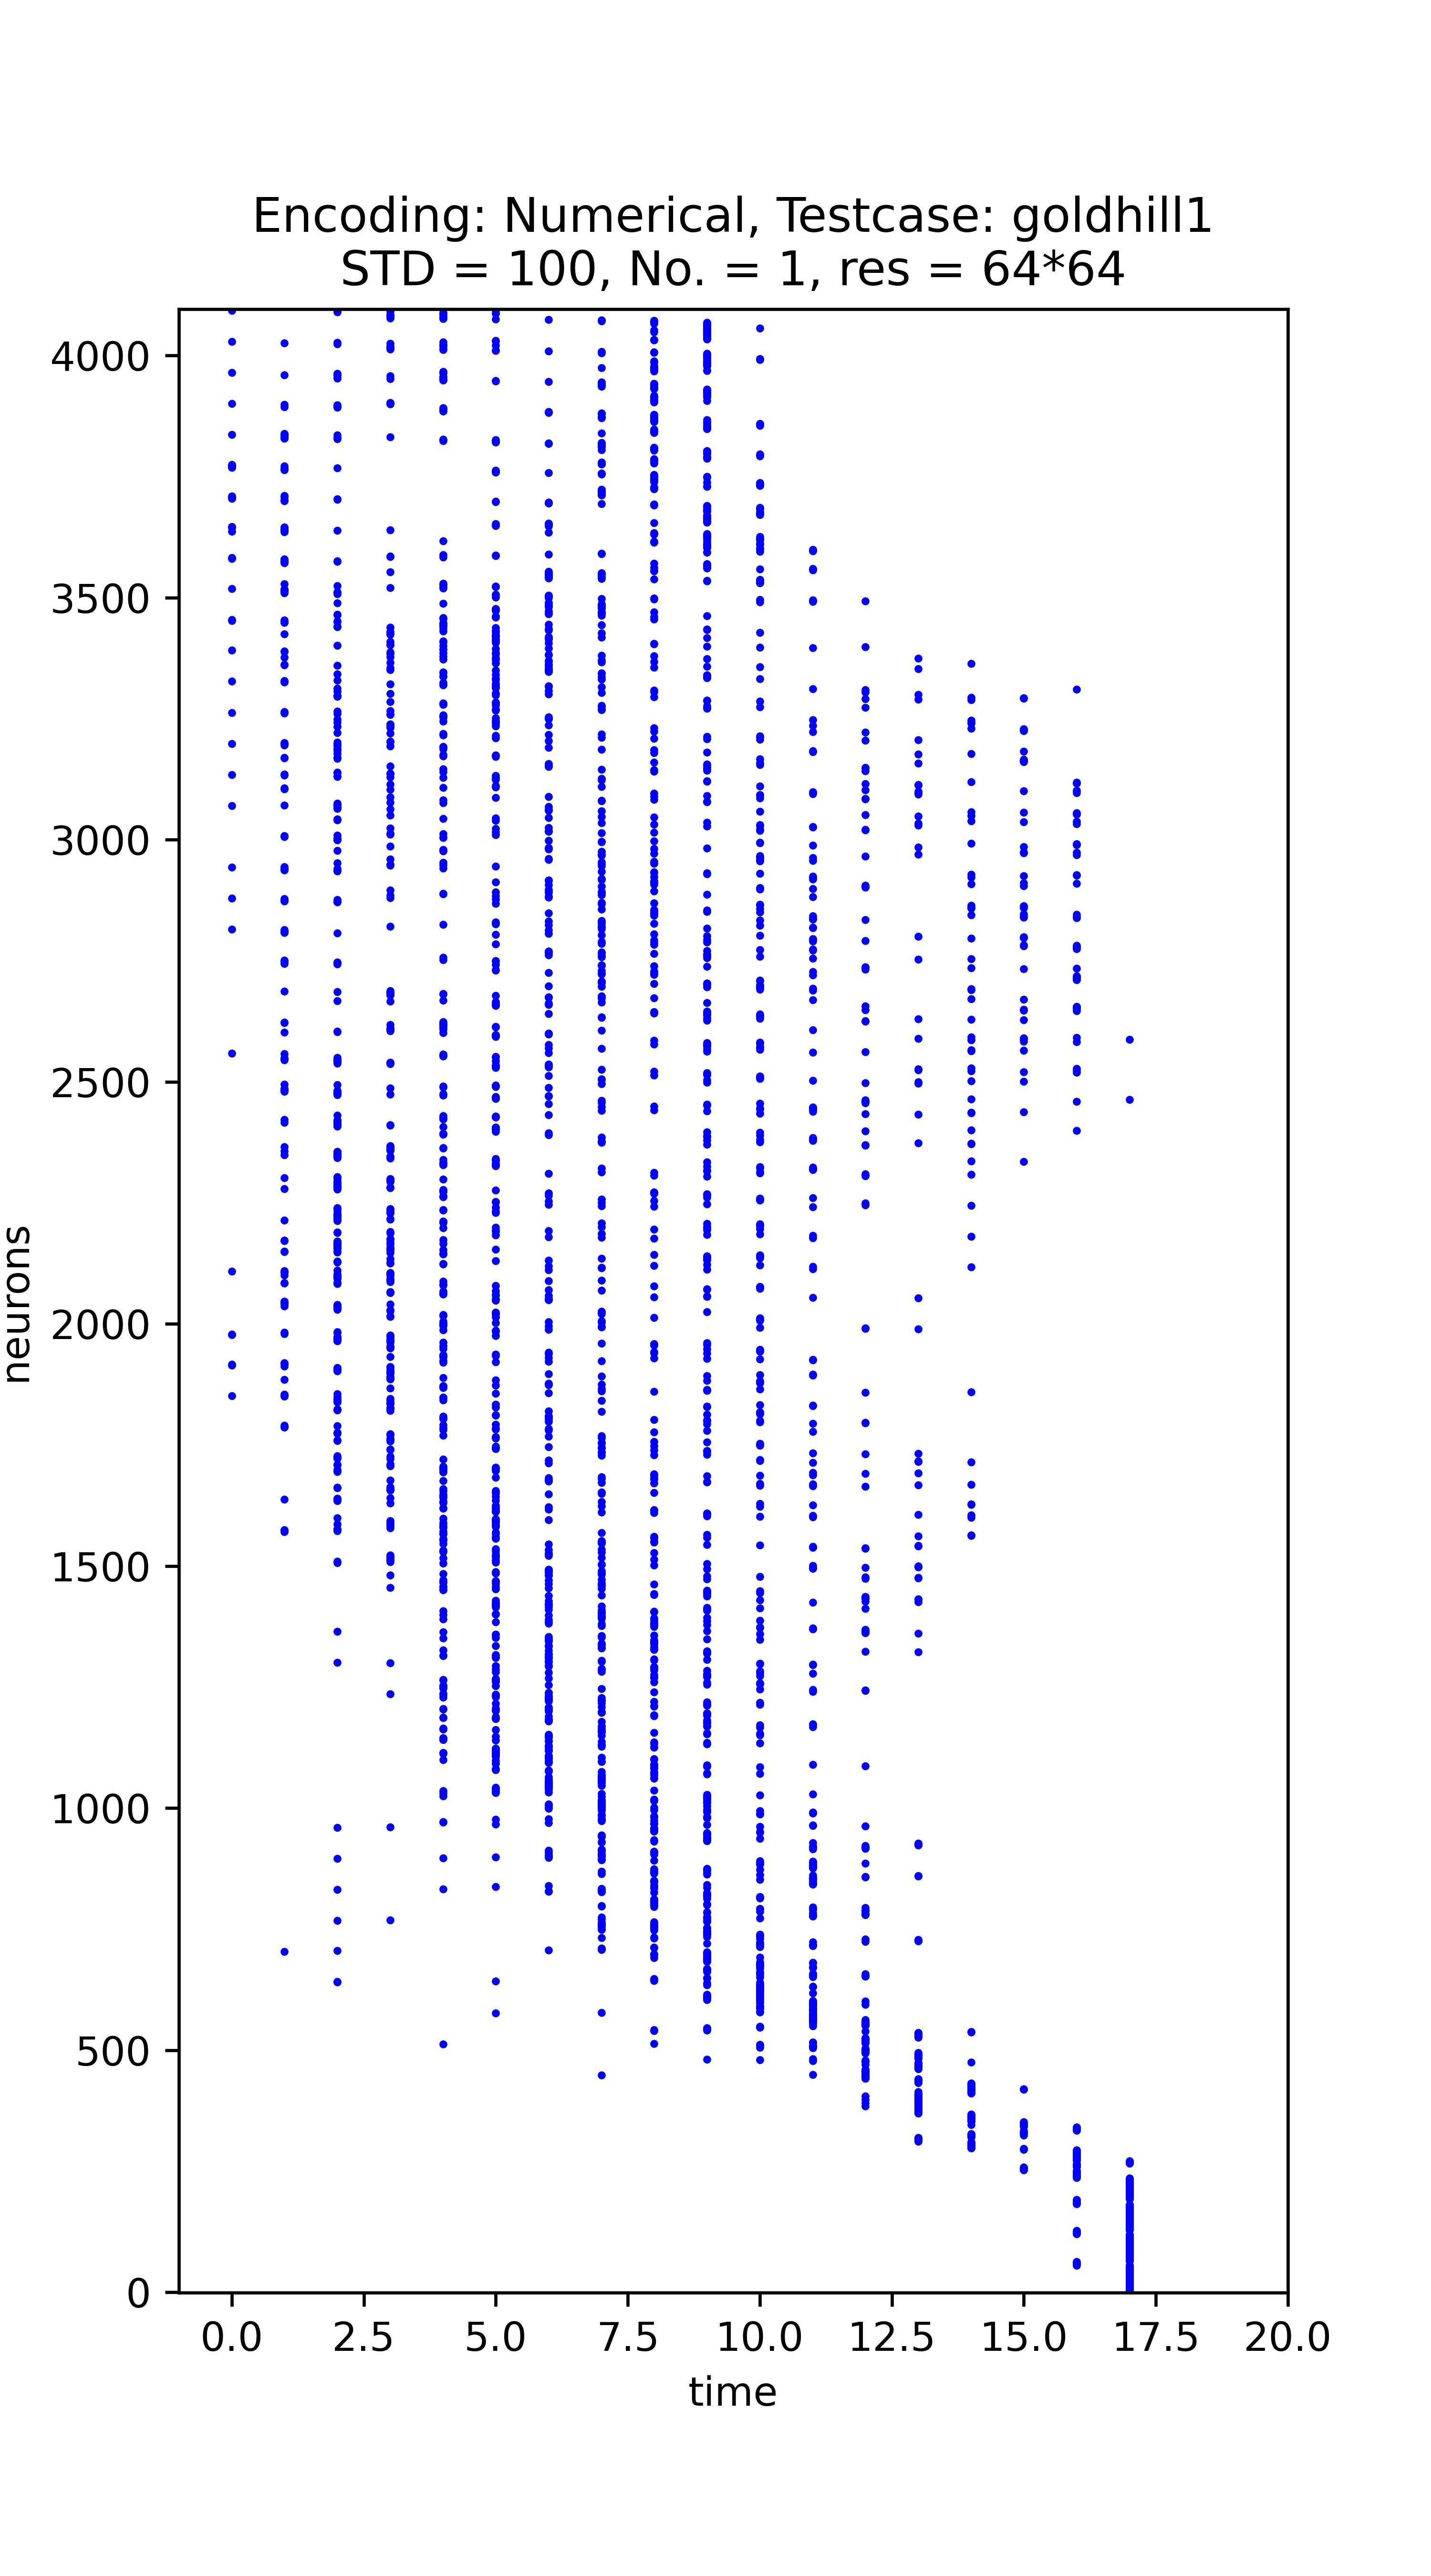 Encoding: Numerical, Testcase: goldhill1
STD = 100, No. = 1, res = 64*64
4000
3500
3000
2500
2000
1500
1000
500
0
neurons
0.0 2.5 5.0 7.5 10.0 12.5 15.0 17.5 20.0
time